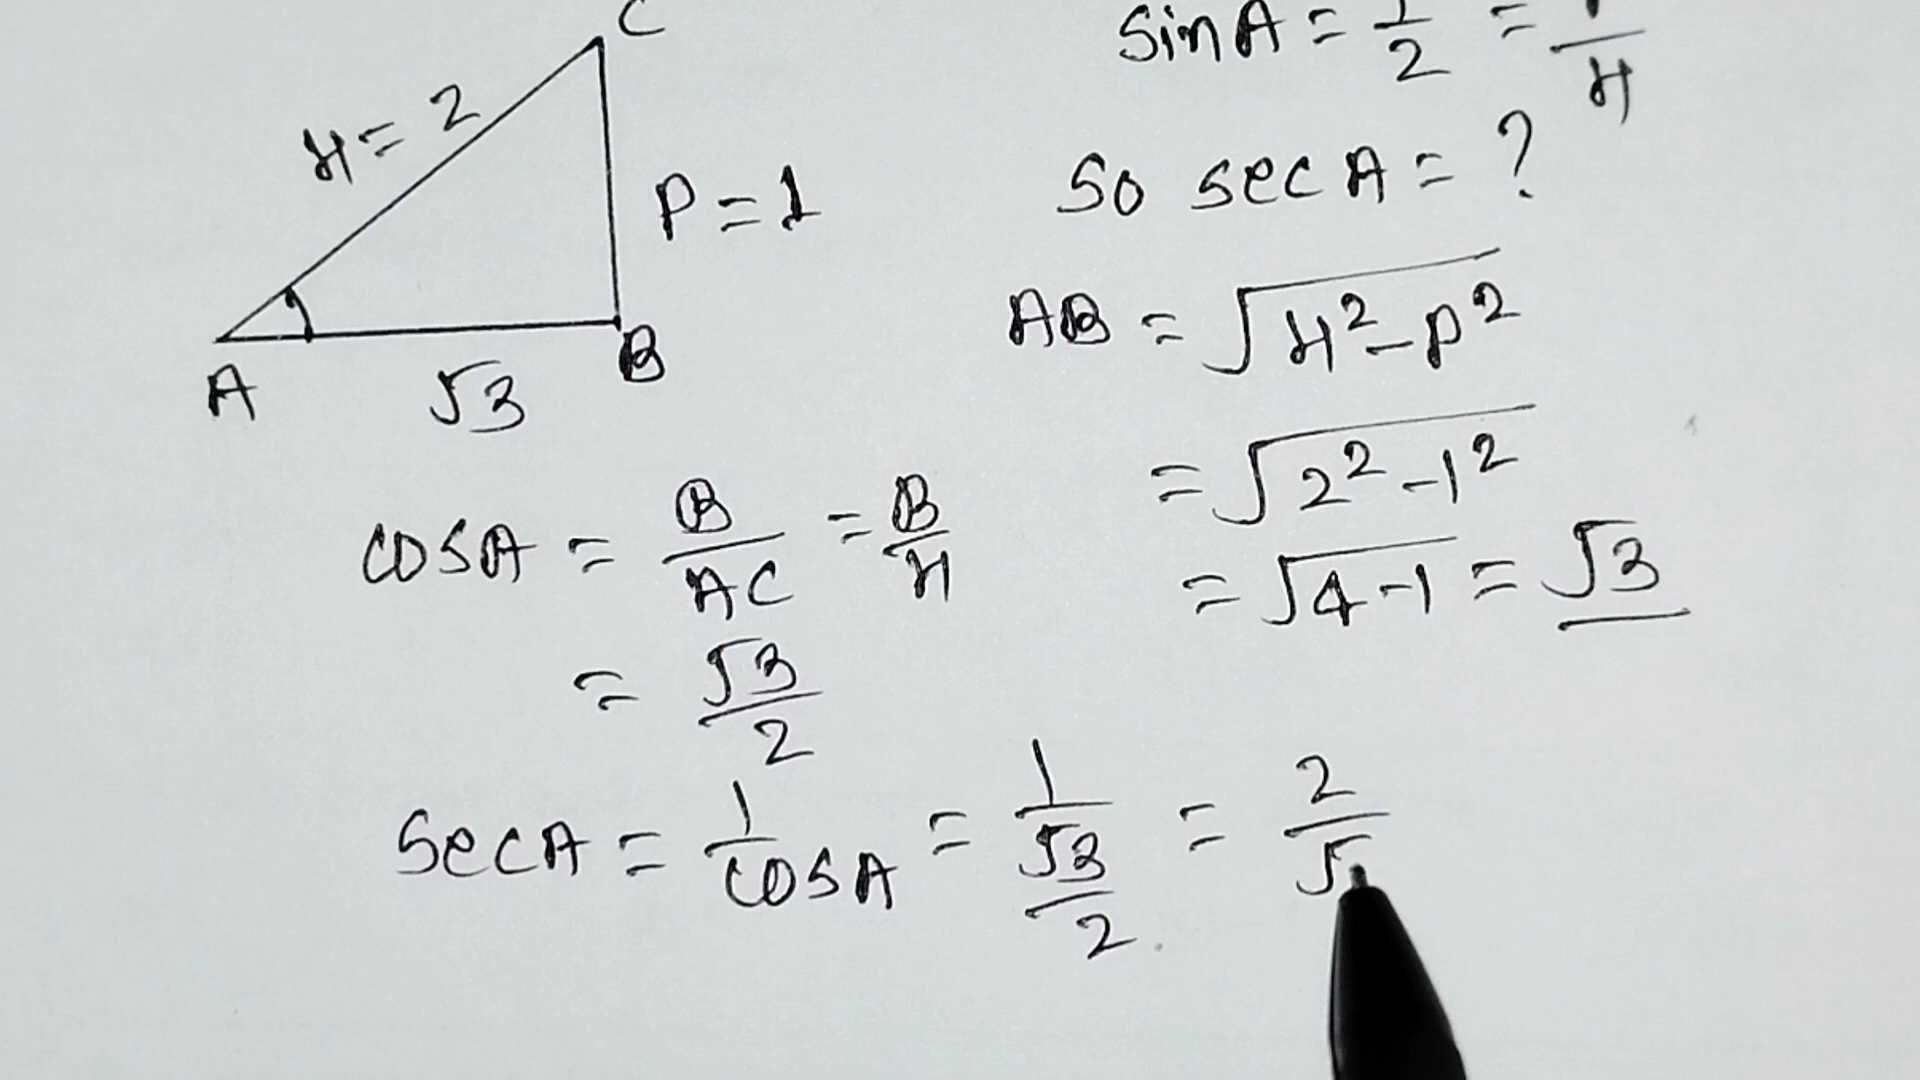 C
H = 2
P = 1
A
√3
B
sin A = 1/2 = /H
So sec A = ?
AB = √(H² - P²)
= √(2² - 1²)
= √(4 - 1) = √3
cos A = B/AC = B/H
= √3/2
sec A = 1/cos A = 1/(√3/2) = 2/√